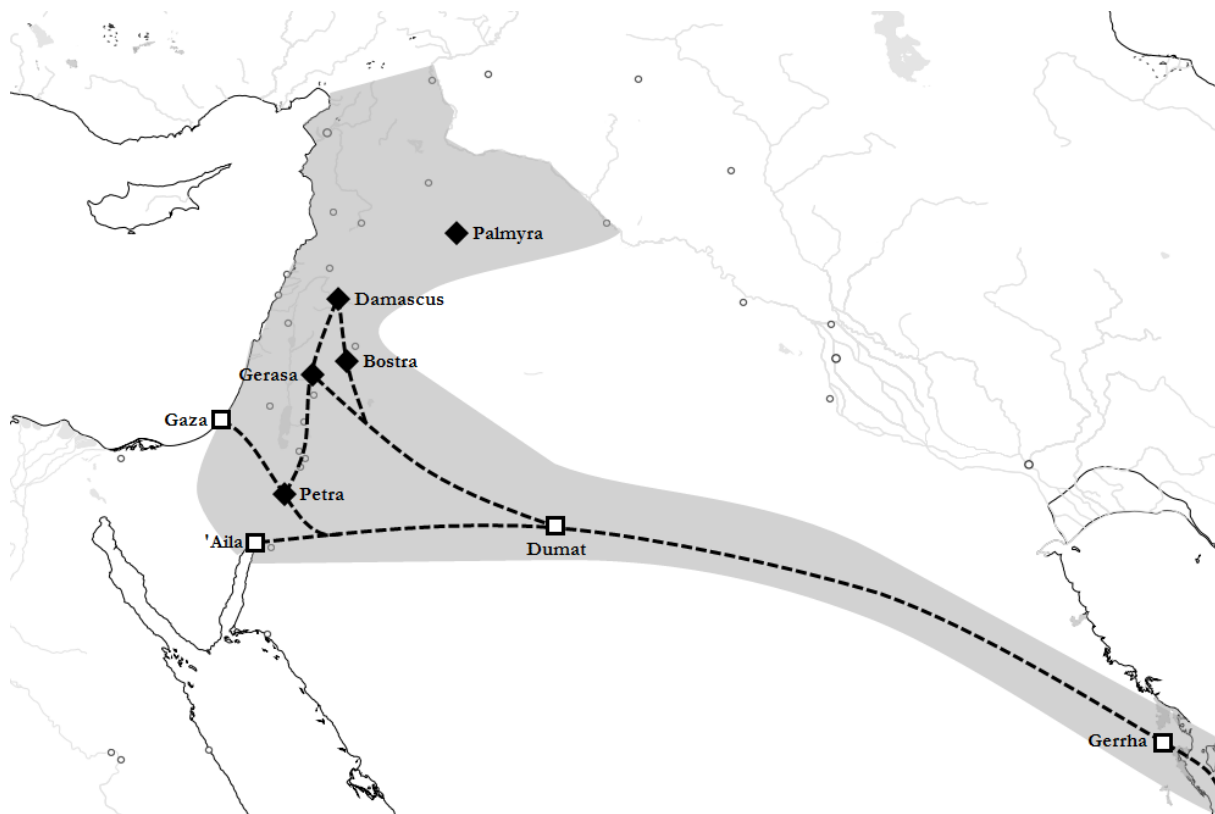 Palmyra
Damascus
Bostra
Gerasa
Gaza
Petra
'Aila
Dumat
Gerrha